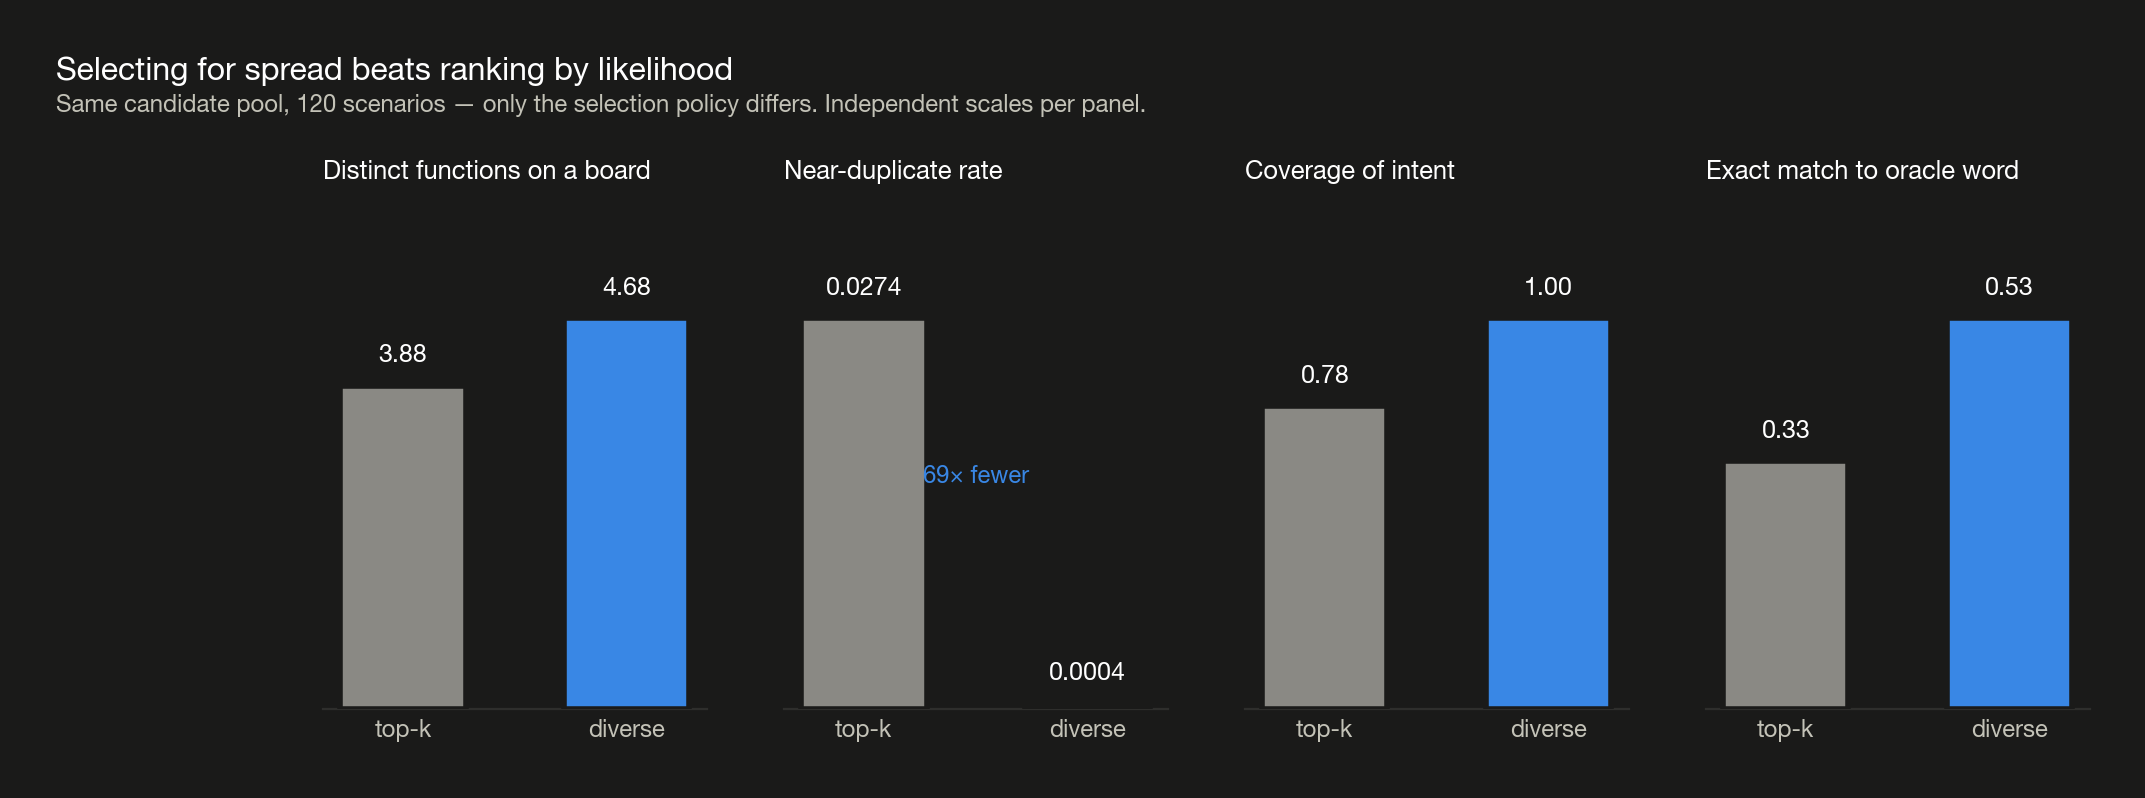 Selecting for spread beats ranking by likelihood
Same candidate pool, 120 scenarios — only the selection policy differs. Independent scales per panel.
Distinct functions on a board
3.88
4.68
top-k
diverse
Near-duplicate rate
0.0274
69× fewer
0.0004
top-k
diverse
Coverage of intent
0.78
1.00
top-k
diverse
Exact match to oracle word
0.33
0.53
top-k
diverse